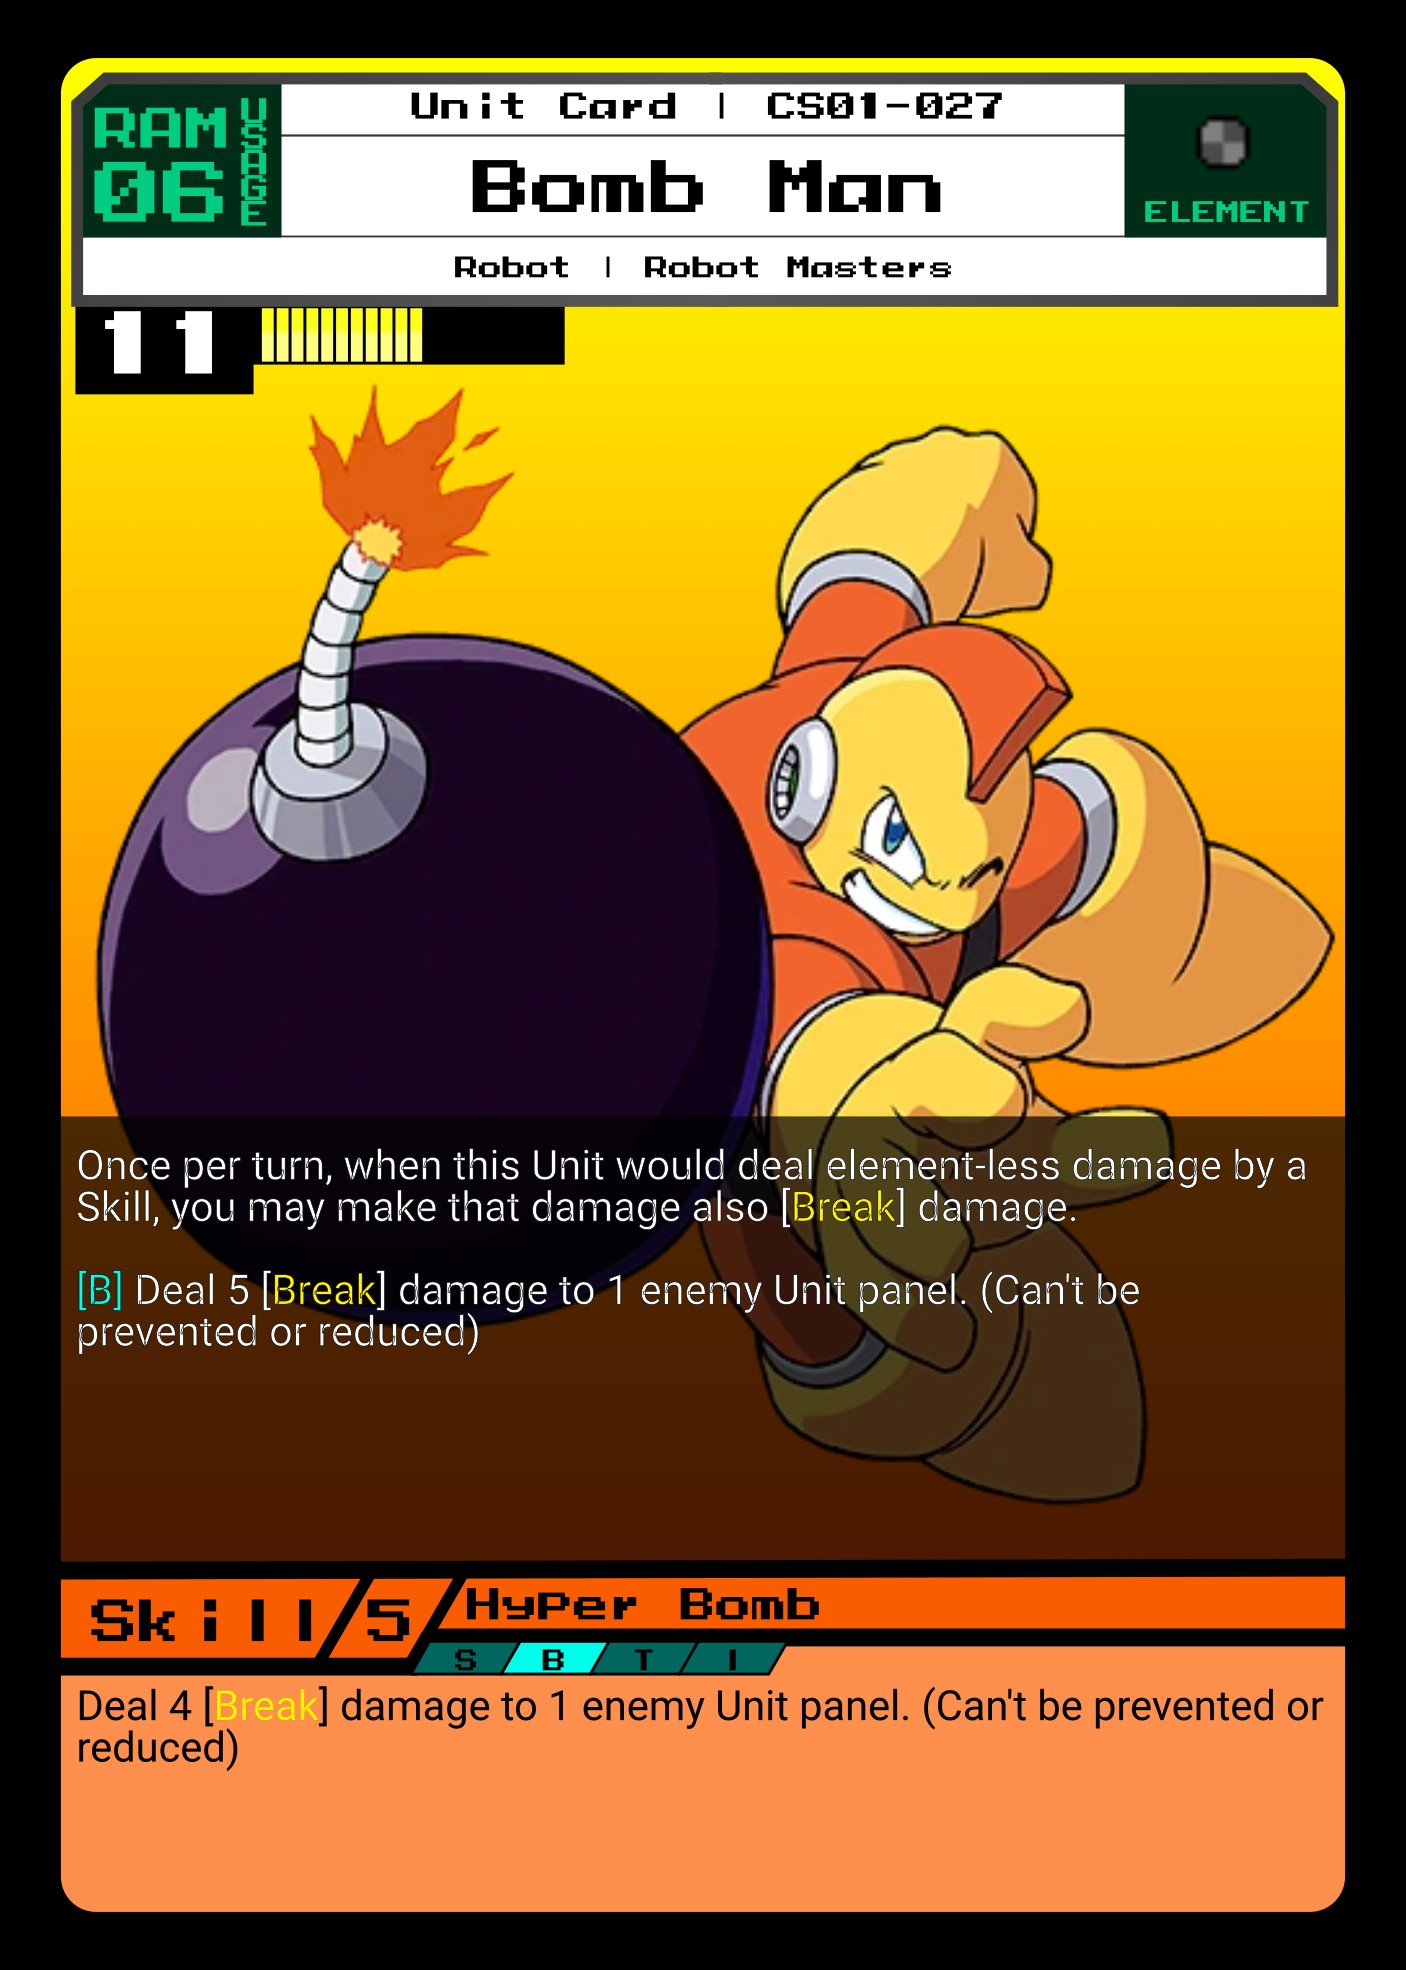 Unit Card | CS01-027
RAM
06
USAGE
Bomb Man
ELEMENT
Robot | Robot Masters
11
Once per turn, when this Unit would deal element-less damage by a
Skill, you may make that damage also [Break] damage.
[B] Deal 5 [Break] damage to 1 enemy Unit panel. (Can't be
prevented or reduced)
Skill/5/Hyper Bomb
S B T I
Deal 4 [Break] damage to 1 enemy Unit panel. (Can't be prevented or
reduced)